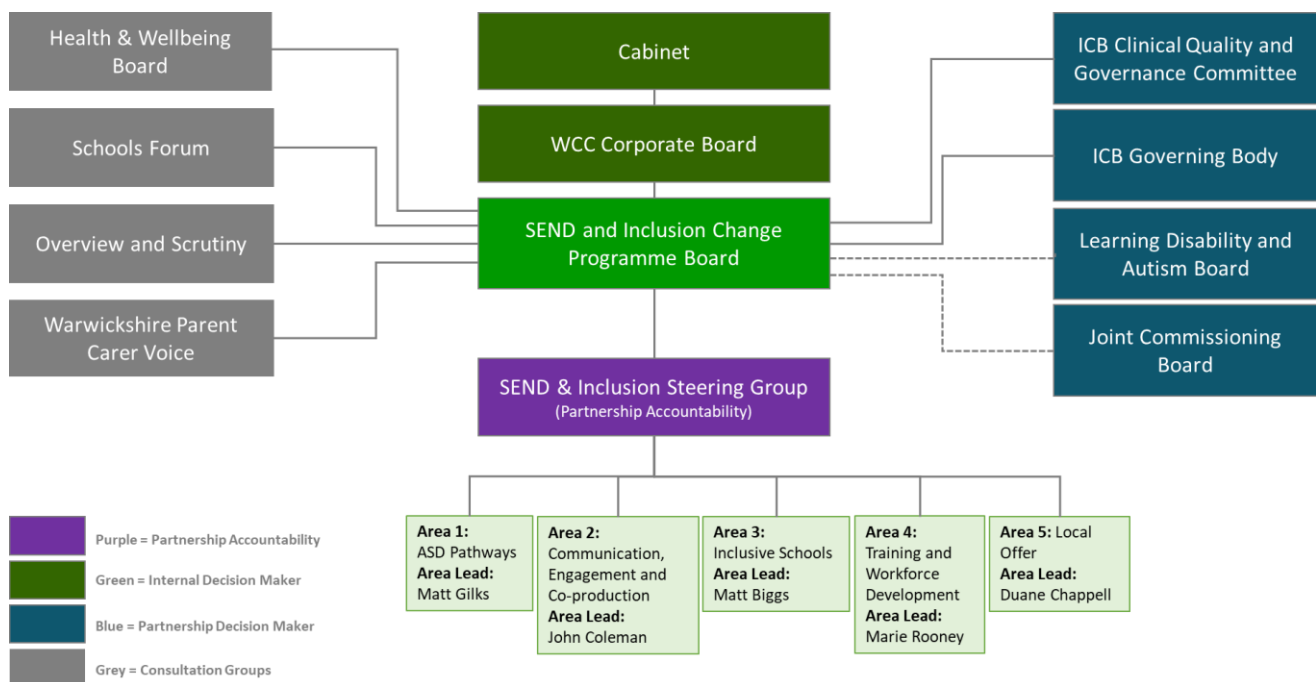 Health & Wellbeing
Board
Schools Forum
Overview and Scrutiny
Warwickshire Parent
Carer Voice
Cabinet
WCC Corporate Board
SEND and Inclusion Change
Programme Board
SEND & Inclusion Steering Group
(Partnership Accountability)
ICB Clinical Quality and
Governance Committee
ICB Governing Body
Learning Disability and
Autism Board
Joint Commissioning
Board
Area 1:
ASD Pathways
Area Lead:
Matt Gilks
Area 2:
Communication,
Engagement and
Co-production
Area Lead:
John Coleman
Area 3:
Inclusive Schools
Area Lead:
Matt Biggs
Area 4:
Training and
Workforce
Development
Area Lead:
Marie Rooney
Area 5: Local
Offer
Area Lead:
Duane Chappell
Purple = Partnership Accountability
Green = Internal Decision Maker
Blue = Partnership Decision Maker
Grey = Consultation Groups